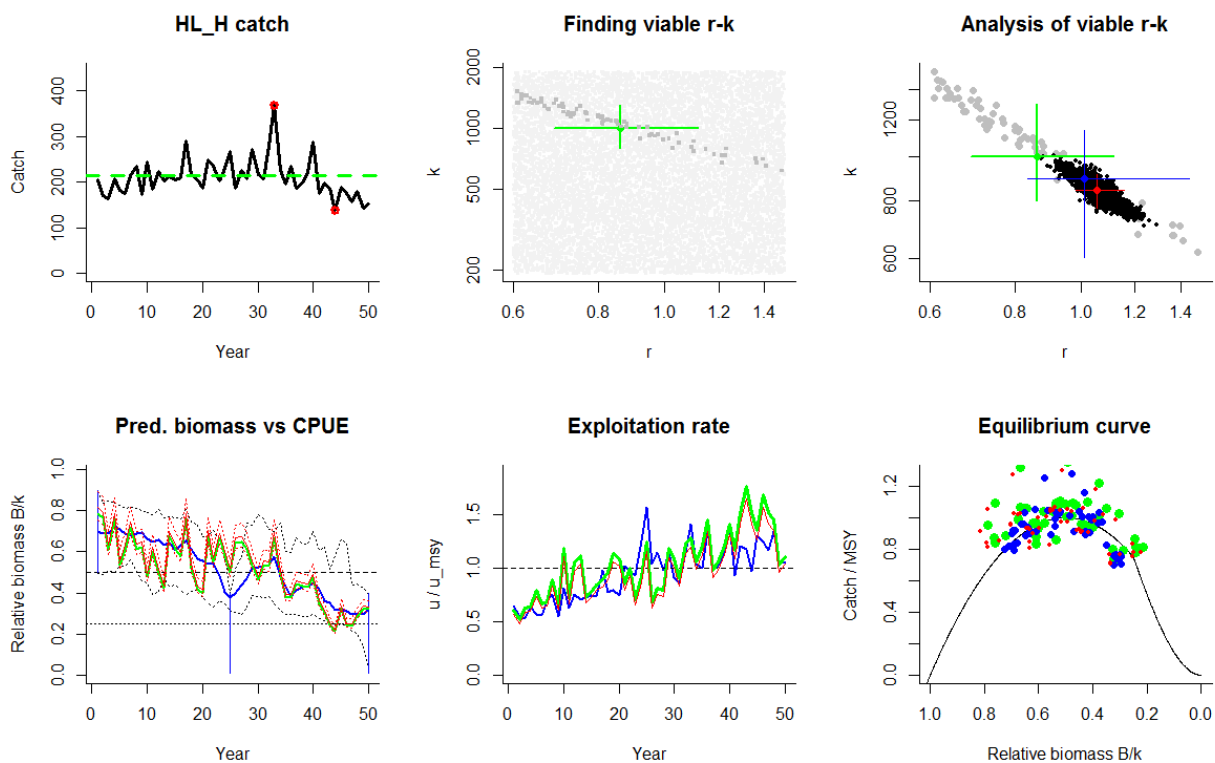 HL_H catch
Catch
0 100 200 300 400
0 10 20 30 40 50
Year
Finding viable r-k
k
200 500 1000 2000
0.6 0.8 1.0 1.2 1.4
r
Analysis of viable r-k
k
600 800 1200
0.6 0.8 1.0 1.2 1.4
r
Pred. biomass vs CPUE
Relative biomass B/k
0.0 0.2 0.4 0.6 0.8 1.0
0 10 20 30 40 50
Year
Exploitation rate
u / u_msy
0.0 0.5 1.0 1.5
0 10 20 30 40 50
Year
Equilibrium curve
Catch / MSY
0.0 0.4 0.8 1.2
1.0 0.8 0.6 0.4 0.2 0.0
Relative biomass B/k